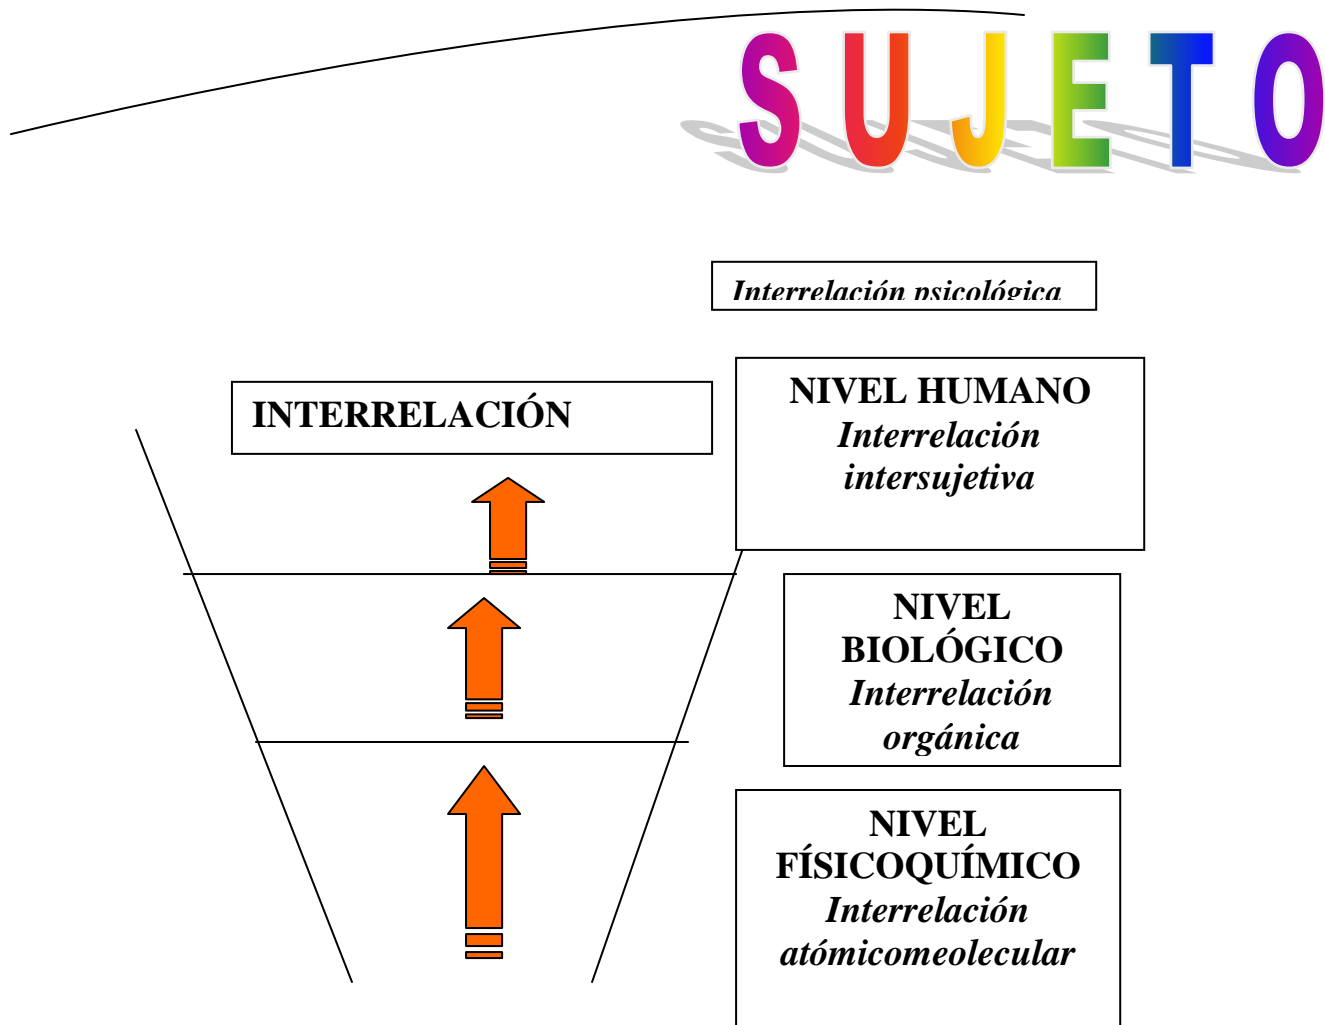 SUJETO
Interrelación psicológica
INTERRELACIÓN
NIVEL HUMANO
Interrelación
intersujetiva
NIVEL
BIOLÓGICO
Interrelación
orgánica
NIVEL
FÍSICOQUÍMICO
Interrelación
atómicomeolecular